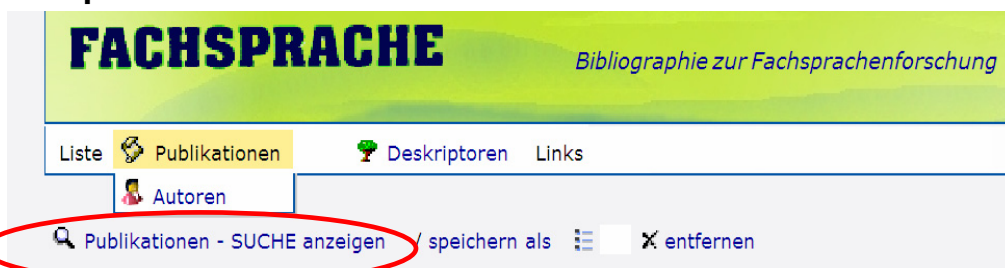 FACHSPRACHE
Bibliographie zur Fachsprachenforschung
Liste Publikationen Deskriptoren Links
Autoren
Publikationen - SUCHE anzeigen / speichern als entfernen